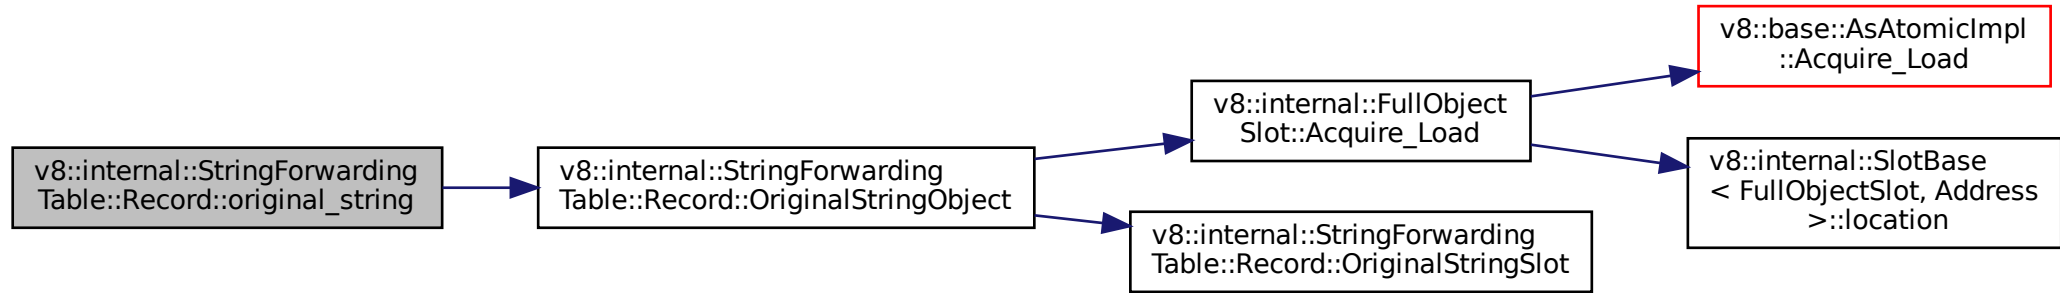 v8::internal::StringForwarding
Table::Record::original_string
v8::internal::StringForwarding
Table::Record::OriginalStringObject
v8::internal::FullObject
Slot::Acquire_Load
v8::base::AsAtomicImpl
::Acquire_Load
v8::internal::SlotBase
< FullObjectSlot, Address
>::location
v8::internal::StringForwarding
Table::Record::OriginalStringSlot